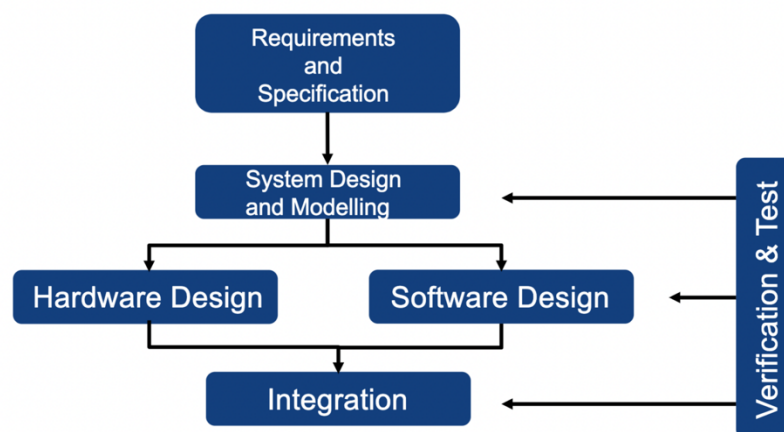 Requirements
and
Specification
System Design
and Modelling
Hardware Design
Software Design
Integration
Verification & Test